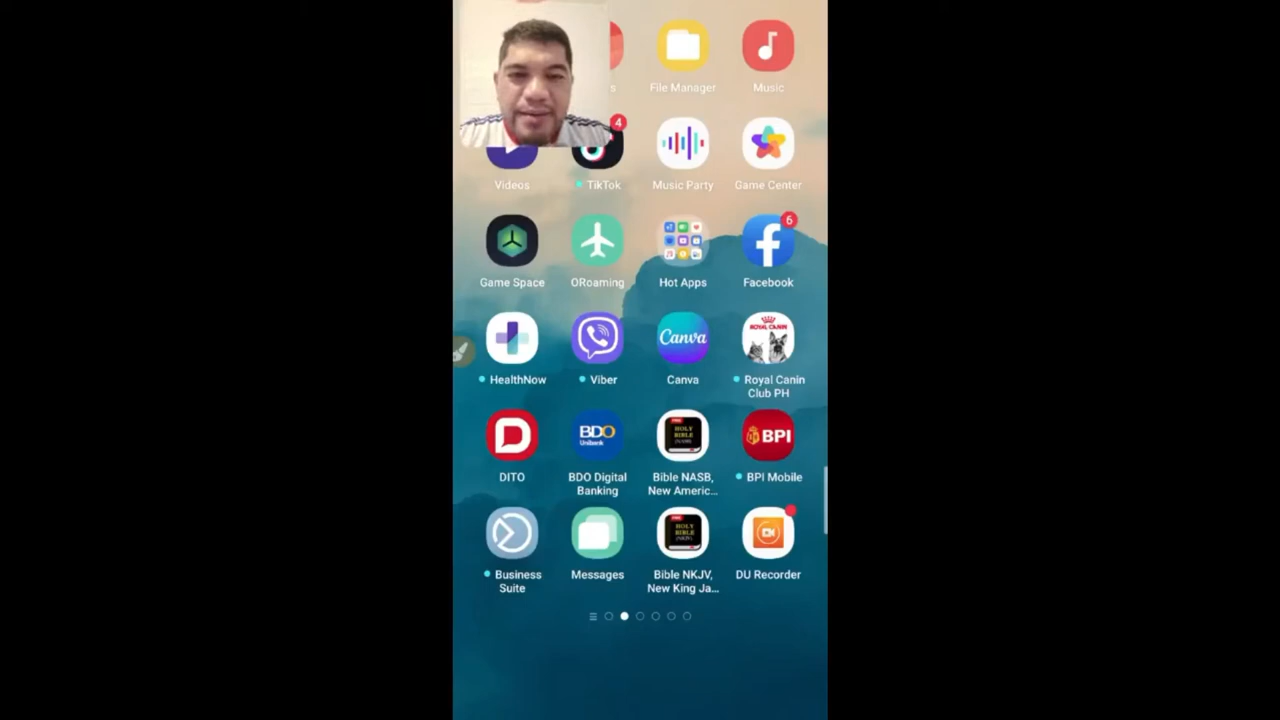 s
File Manager
Music
4
Videos
TikTok
Music Party
Game Center
6
Game Space
ORoaming
Hot Apps
Facebook
Canva
ROYAL CANIN
HealthNow
Viber
Canva
Royal Canin
Club PH
BDO
Unibank
HOLY
BIBLE
BPI
DITO
BDO Digital
Banking
Bible NASB,
New Americ...
BPI Mobile
HOLY
BIBLE
Business
Suite
Messages
Bible NKJV,
New King Ja...
DU Recorder